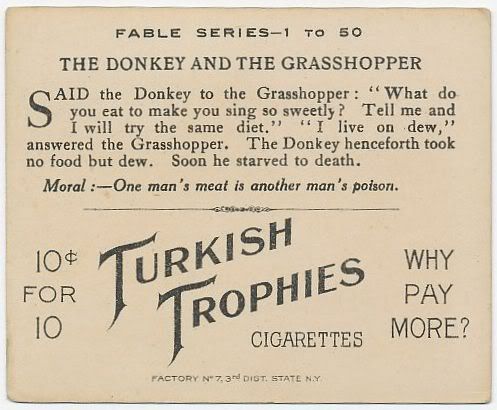 FABLE SERIES—1 TO 50
THE DONKEY AND THE GRASSHOPPER
SAID the Donkey to the Grasshopper: "What do
you eat to make you sing so sweetly? Tell me and
I will try the same diet." "I live on dew,"
answered the Grasshopper. The Donkey henceforth took
no food but dew. Soon he starved to death.
Moral:—One man's meat is another man's poison.
10¢
FOR
10
TURKISH
TROPHIES
CIGARETTES
WHY
PAY
MORE?
FACTORY Nº 7, 3rd DIST. STATE N.Y.